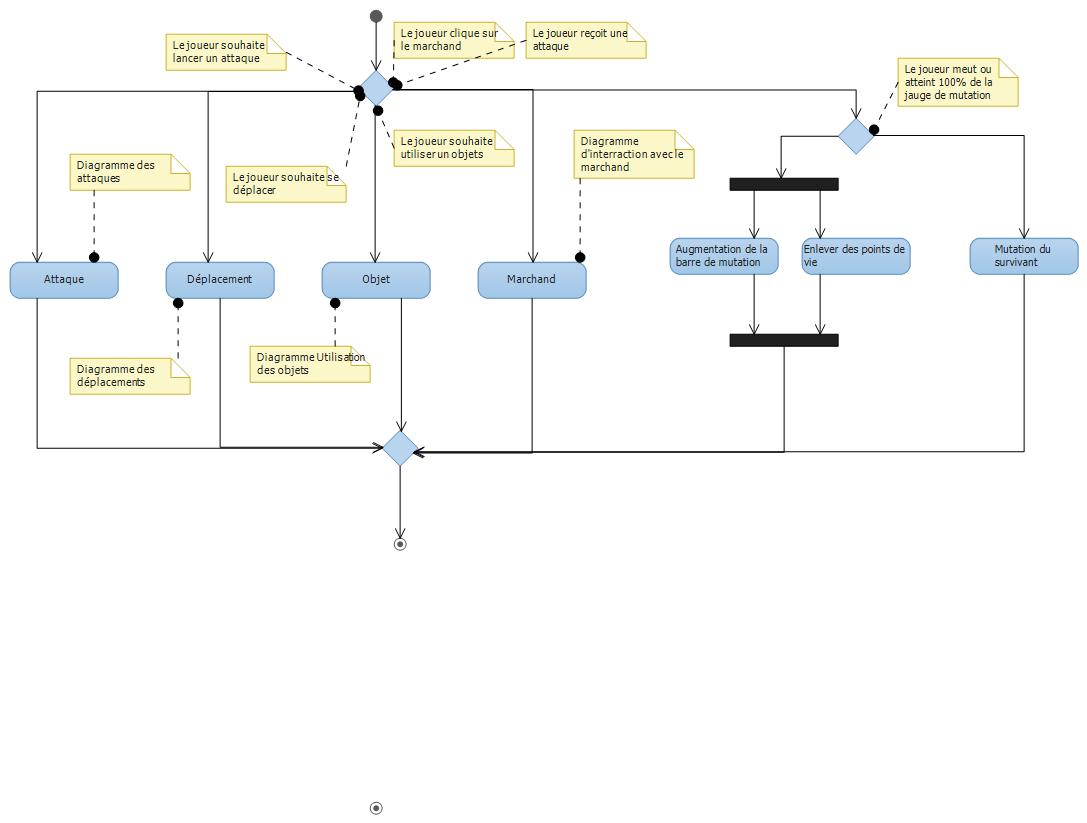 Le joueur souhaite
lancer un attaque
Le joueur clique sur
le marchand
Le joueur reçoit une
attaque
Le joueur meut ou
atteint 100% de la
jauge de mutation
Diagramme des
attaques
Le joueur souhaite se
déplacer
Le joueur souhaite
utiliser un objets
Diagramme
d'interraction avec le
marchand
Attaque
Déplacement
Objet
Marchand
Augmentation de la
barre de mutation
Enlever des points de
vie
Mutation du
survivant
Diagramme des
déplacements
Diagramme Utilisation
des objets